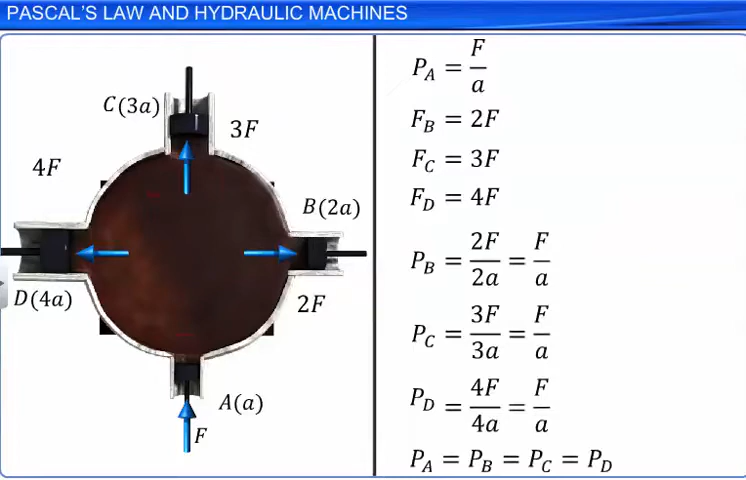 PASCAL'S LAW AND HYDRAULIC MACHINES
C(3a)
3F
4F
B(2a)
D(4a)
2F
A(a)
F
P_A = F/a
F_B = 2F
F_C = 3F
F_D = 4F
P_B = 2F/2a = F/a
P_C = 3F/3a = F/a
P_D = 4F/4a = F/a
P_A = P_B = P_C = P_D